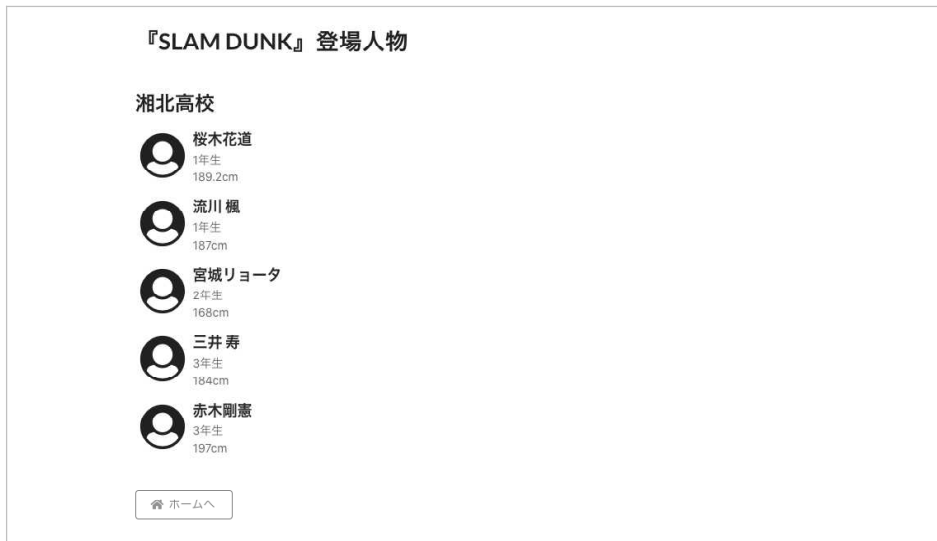 『SLAM DUNK』登場人物
湘北高校
桜木花道
1年生
189.2cm
流川 楓
1年生
187cm
宮城リョータ
2年生
168cm
三井 寿
3年生
184cm
赤木剛憲
3年生
197cm
ホームへ